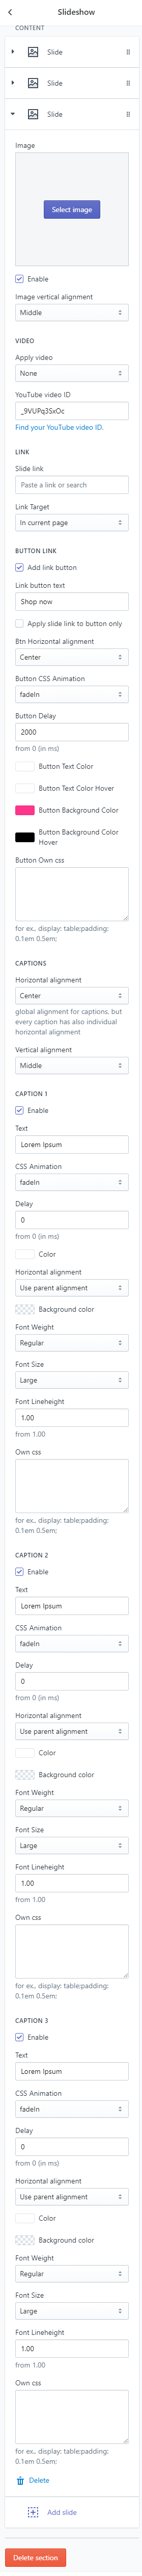 Slideshow
CONTENT
Slide
Slide
Slide
Image
Select image
Enable
Image vertical alignment
Middle
VIDEO
Apply video
None
YouTube video ID
_9VUPq3SxOc
Find your YouTube video ID.
LINK
Slide link
Paste a link or search
Link Target
In current page
BUTTON LINK
Add link button
Link button text
Shop now
Apply slide link to button only
Btn Horizontal alignment
Center
Button CSS Animation
fadeIn
Button Delay
2000
from 0 (in ms)
Button Text Color
Button Text Color Hover
Button Background Color
Button Background Color
Hover
Button Own css
for ex., display: table;padding:
0.1em 0.5em;
CAPTIONS
Horizontal alignment
Center
global alignment for captions, but
every caption has also individual
horizontal alignment
Vertical alignment
Middle
CAPTION 1
Enable
Text
Lorem Ipsum
CSS Animation
fadeIn
Delay
0
from 0 (in ms)
Color
Horizontal alignment
Use parent alignment
Background color
Font Weight
Regular
Font Size
Large
Font Lineheight
1.00
from 1.00
Own css
for ex., display: table;padding:
0.1em 0.5em;
CAPTION 2
Enable
Text
Lorem Ipsum
CSS Animation
fadeIn
Delay
0
from 0 (in ms)
Horizontal alignment
Use parent alignment
Color
Background color
Font Weight
Regular
Font Size
Large
Font Lineheight
1.00
from 1.00
Own css
for ex., display: table;padding:
0.1em 0.5em;
CAPTION 3
Enable
Text
Lorem Ipsum
CSS Animation
fadeIn
Delay
0
from 0 (in ms)
Horizontal alignment
Use parent alignment
Color
Background color
Font Weight
Regular
Font Size
Large
Font Lineheight
1.00
from 1.00
Own css
for ex., display: table;padding:
0.1em 0.5em;
Delete
Add slide
Delete section